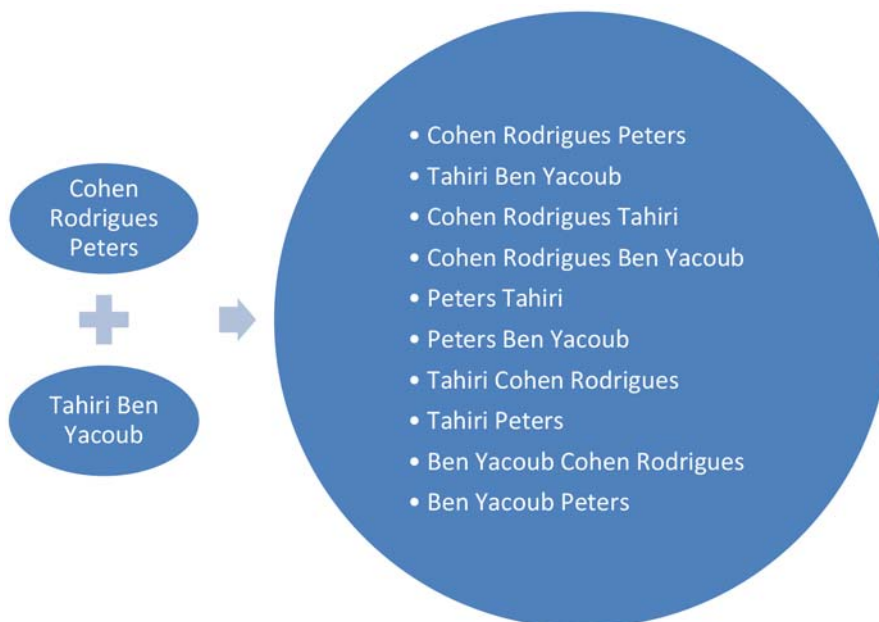 Cohen
Rodrigues
Peters
Tahiri Ben
Yacoub
• Cohen Rodrigues Peters
• Tahiri Ben Yacoub
• Cohen Rodrigues Tahiri
• Cohen Rodrigues Ben Yacoub
• Peters Tahiri
• Peters Ben Yacoub
• Tahiri Cohen Rodrigues
• Tahiri Peters
• Ben Yacoub Cohen Rodrigues
• Ben Yacoub Peters